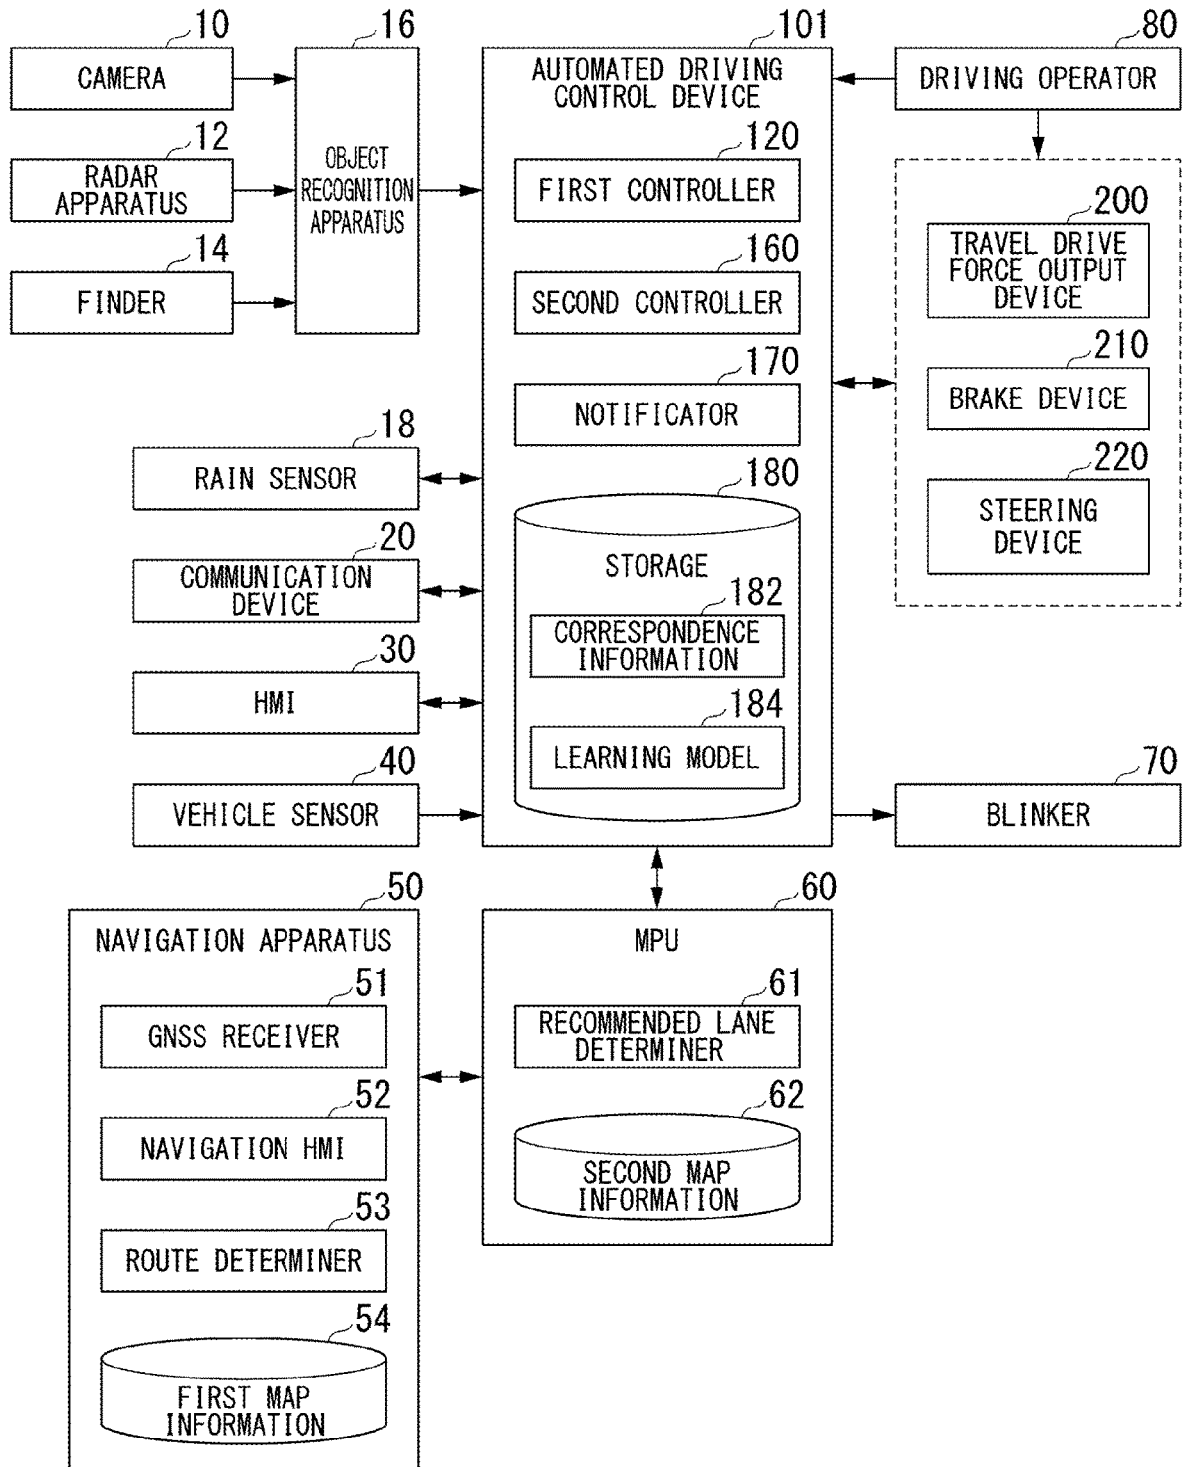 10
CAMERA
12
RADAR
APPARATUS
14
FINDER
16
OBJECT
RECOGNITION
APPARATUS
101
AUTOMATED DRIVING
CONTROL DEVICE
120
FIRST CONTROLLER
160
SECOND CONTROLLER
170
NOTIFICATOR
180
STORAGE
182
CORRESPONDENCE
INFORMATION
184
LEARNING MODEL
80
DRIVING OPERATOR
200
TRAVEL DRIVE
FORCE OUTPUT
DEVICE
210
BRAKE DEVICE
220
STEERING
DEVICE
18
RAIN SENSOR
20
COMMUNICATION
DEVICE
30
HMI
40
VEHICLE SENSOR
70
BLINKER
50
NAVIGATION APPARATUS
51
GNSS RECEIVER
52
NAVIGATION HMI
53
ROUTE DETERMINER
54
FIRST MAP
INFORMATION
60
MPU
61
RECOMMENDED LANE
DETERMINER
62
SECOND MAP
INFORMATION